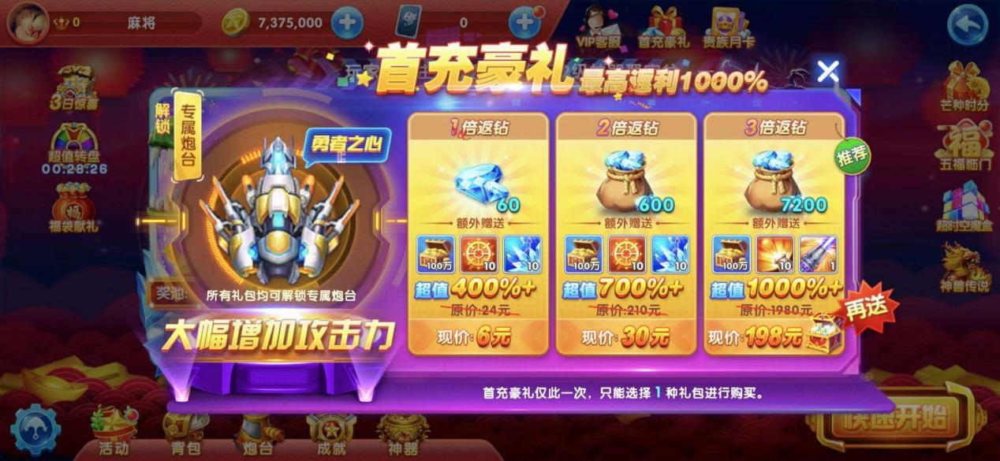 0
麻将
7,375,000
0
VIP客服
首充豪礼
贵族月卡
首充豪礼
最高返利1000%
3日惊喜
超值转盘
00:28:26
福袋献礼
解锁
专属炮台
勇者之心
奖池:
所有礼包均可解锁专属炮台
大幅增加攻击力
1倍返钻
60
额外赠送
100万
10
10
超值400%+
原价:24元
现价:6元
2倍返钻
600
额外赠送
100万
10
10
超值700%+
原价:210元
现价:30元
3倍返钻
推荐
7200
额外赠送
100万
10
1
超值1000%+
原价:1980元
现价:198元
再送
首充豪礼仅此一次，只能选择1种礼包进行购买。
芒种时分
福
五福临门
超时空魔盒
神兽传说
活动
背包
炮台
成就
神器
快速开始